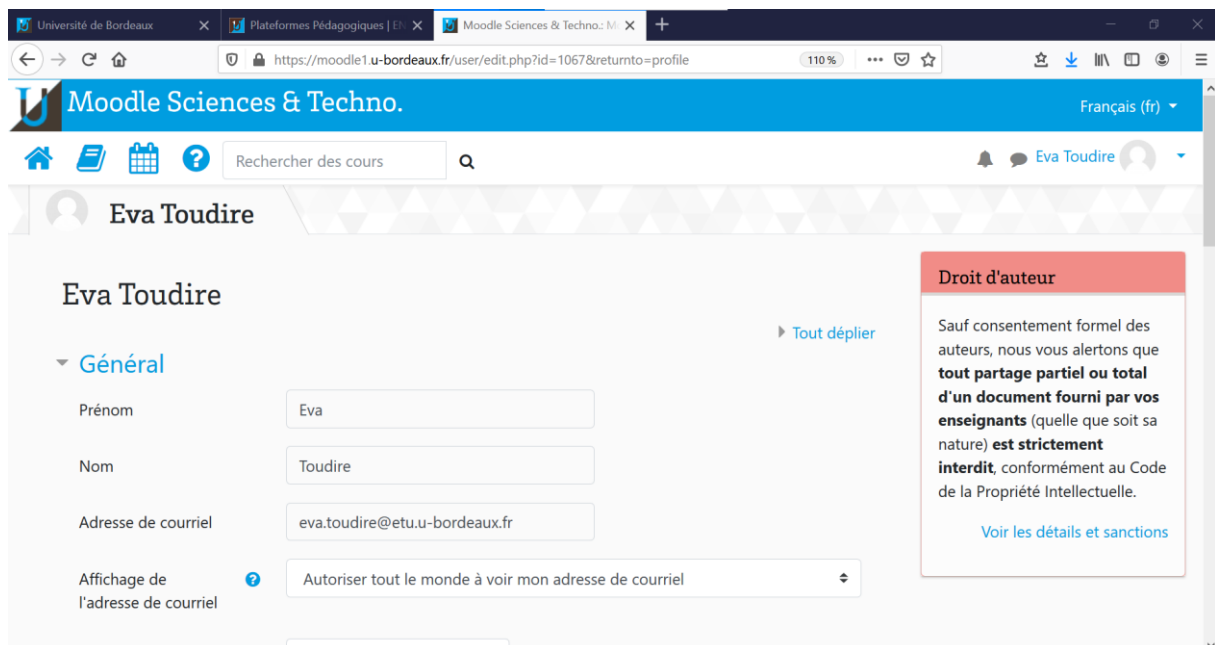 Université de Bordeaux
Plateformes Pédagogiques | EN
Moodle Sciences & Techno.: M
https://moodle1.u-bordeaux.fr/user/edit.php?id=1067&returnto=profile
110 %
Moodle Sciences & Techno.
Français (fr)
Rechercher des cours
Eva Toudire
Eva Toudire
Eva Toudire
Tout déplier
Général
Prénom
Eva
Nom
Toudire
Adresse de courriel
eva.toudire@etu.u-bordeaux.fr
Affichage de
l'adresse de courriel
Autoriser tout le monde à voir mon adresse de courriel
Droit d'auteur
Sauf consentement formel des
auteurs, nous vous alertons que
tout partage partiel ou total
d'un document fourni par vos
enseignants (quelle que soit sa
nature) est strictement
interdit, conformément au Code
de la Propriété Intellectuelle.
Voir les détails et sanctions